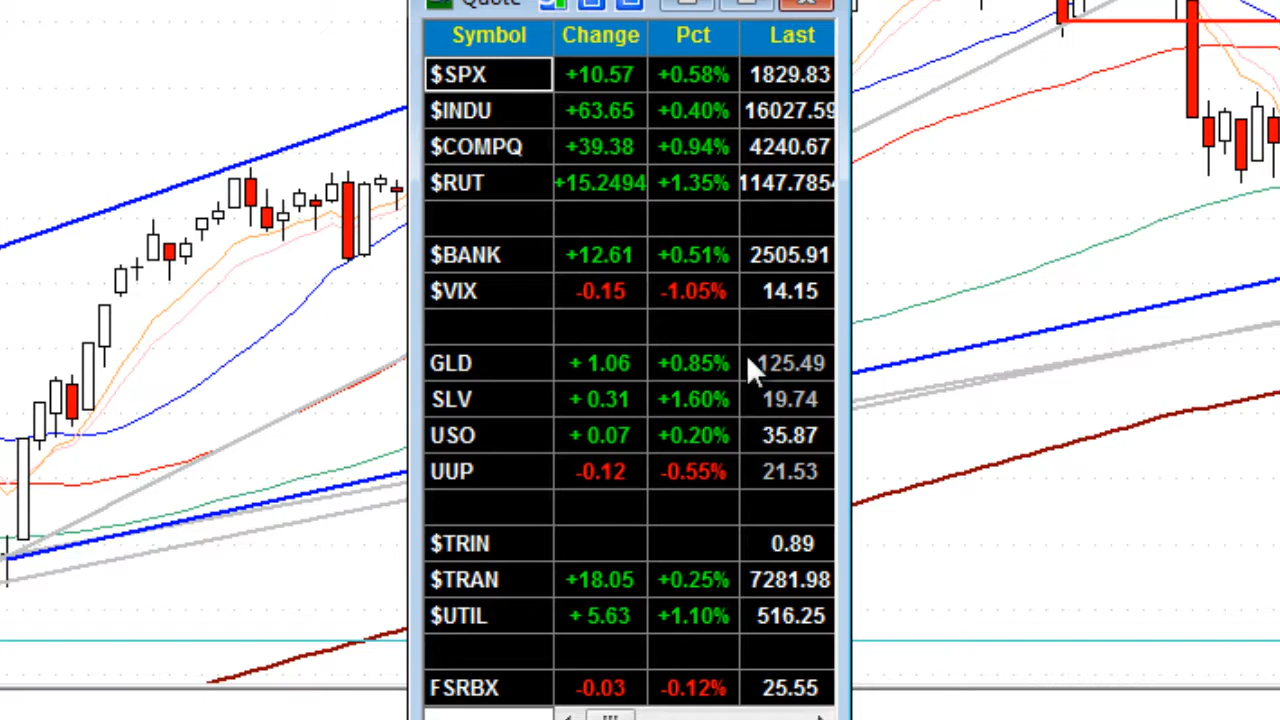 Quote
Symbol Change Pct Last
$SPX +10.57 +0.58% 1829.83
$INDU +63.65 +0.40% 16027.59
$COMPQ +39.38 +0.94% 4240.67
$RUT +15.2494 +1.35% 1147.7854
$BANK +12.61 +0.51% 2505.91
$VIX -0.15 -1.05% 14.15
GLD + 1.06 +0.85% 125.49
SLV + 0.31 +1.60% 19.74
USO + 0.07 +0.20% 35.87
UUP -0.12 -0.55% 21.53
$TRIN 0.89
$TRAN +18.05 +0.25% 7281.98
$UTIL + 5.63 +1.10% 516.25
FSRBX -0.03 -0.12% 25.55